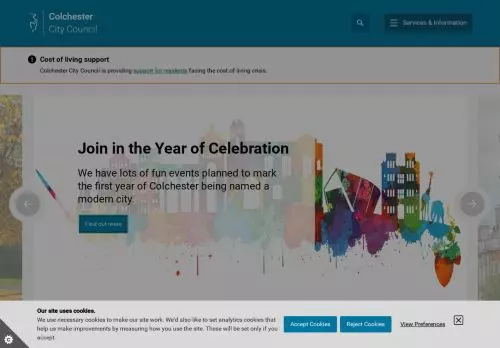 Colchester
City Council
Services & Information
Cost of living support
Colchester City Council is providing support for residents facing the cost of living crisis.
Join in the Year of Celebration
We have lots of fun events planned to mark
the first year of Colchester being named a
modern city.
Find out more
Our site uses cookies.
We use necessary cookies to make our site work. We'd also like to set analytics cookies that
help us make improvements by measuring how you use the site. These will be set only if you
accept.
Accept Cookies
Reject Cookies
View Preferences